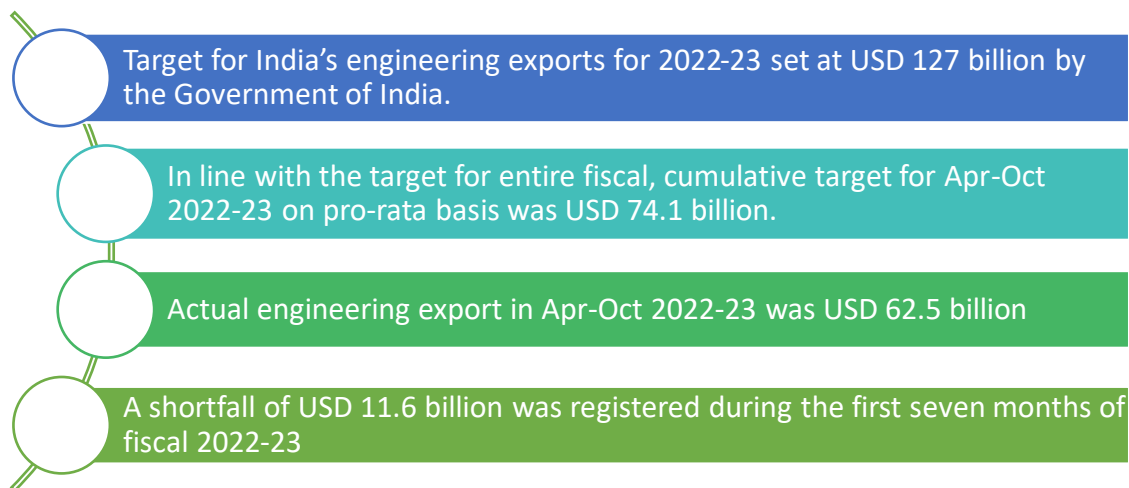 Target for India’s engineering exports for 2022-23 set at USD 127 billion by
the Government of India.
In line with the target for entire fiscal, cumulative target for Apr-Oct
2022-23 on pro-rata basis was USD 74.1 billion.
Actual engineering export in Apr-Oct 2022-23 was USD 62.5 billion
A shortfall of USD 11.6 billion was registered during the first seven months of
fiscal 2022-23